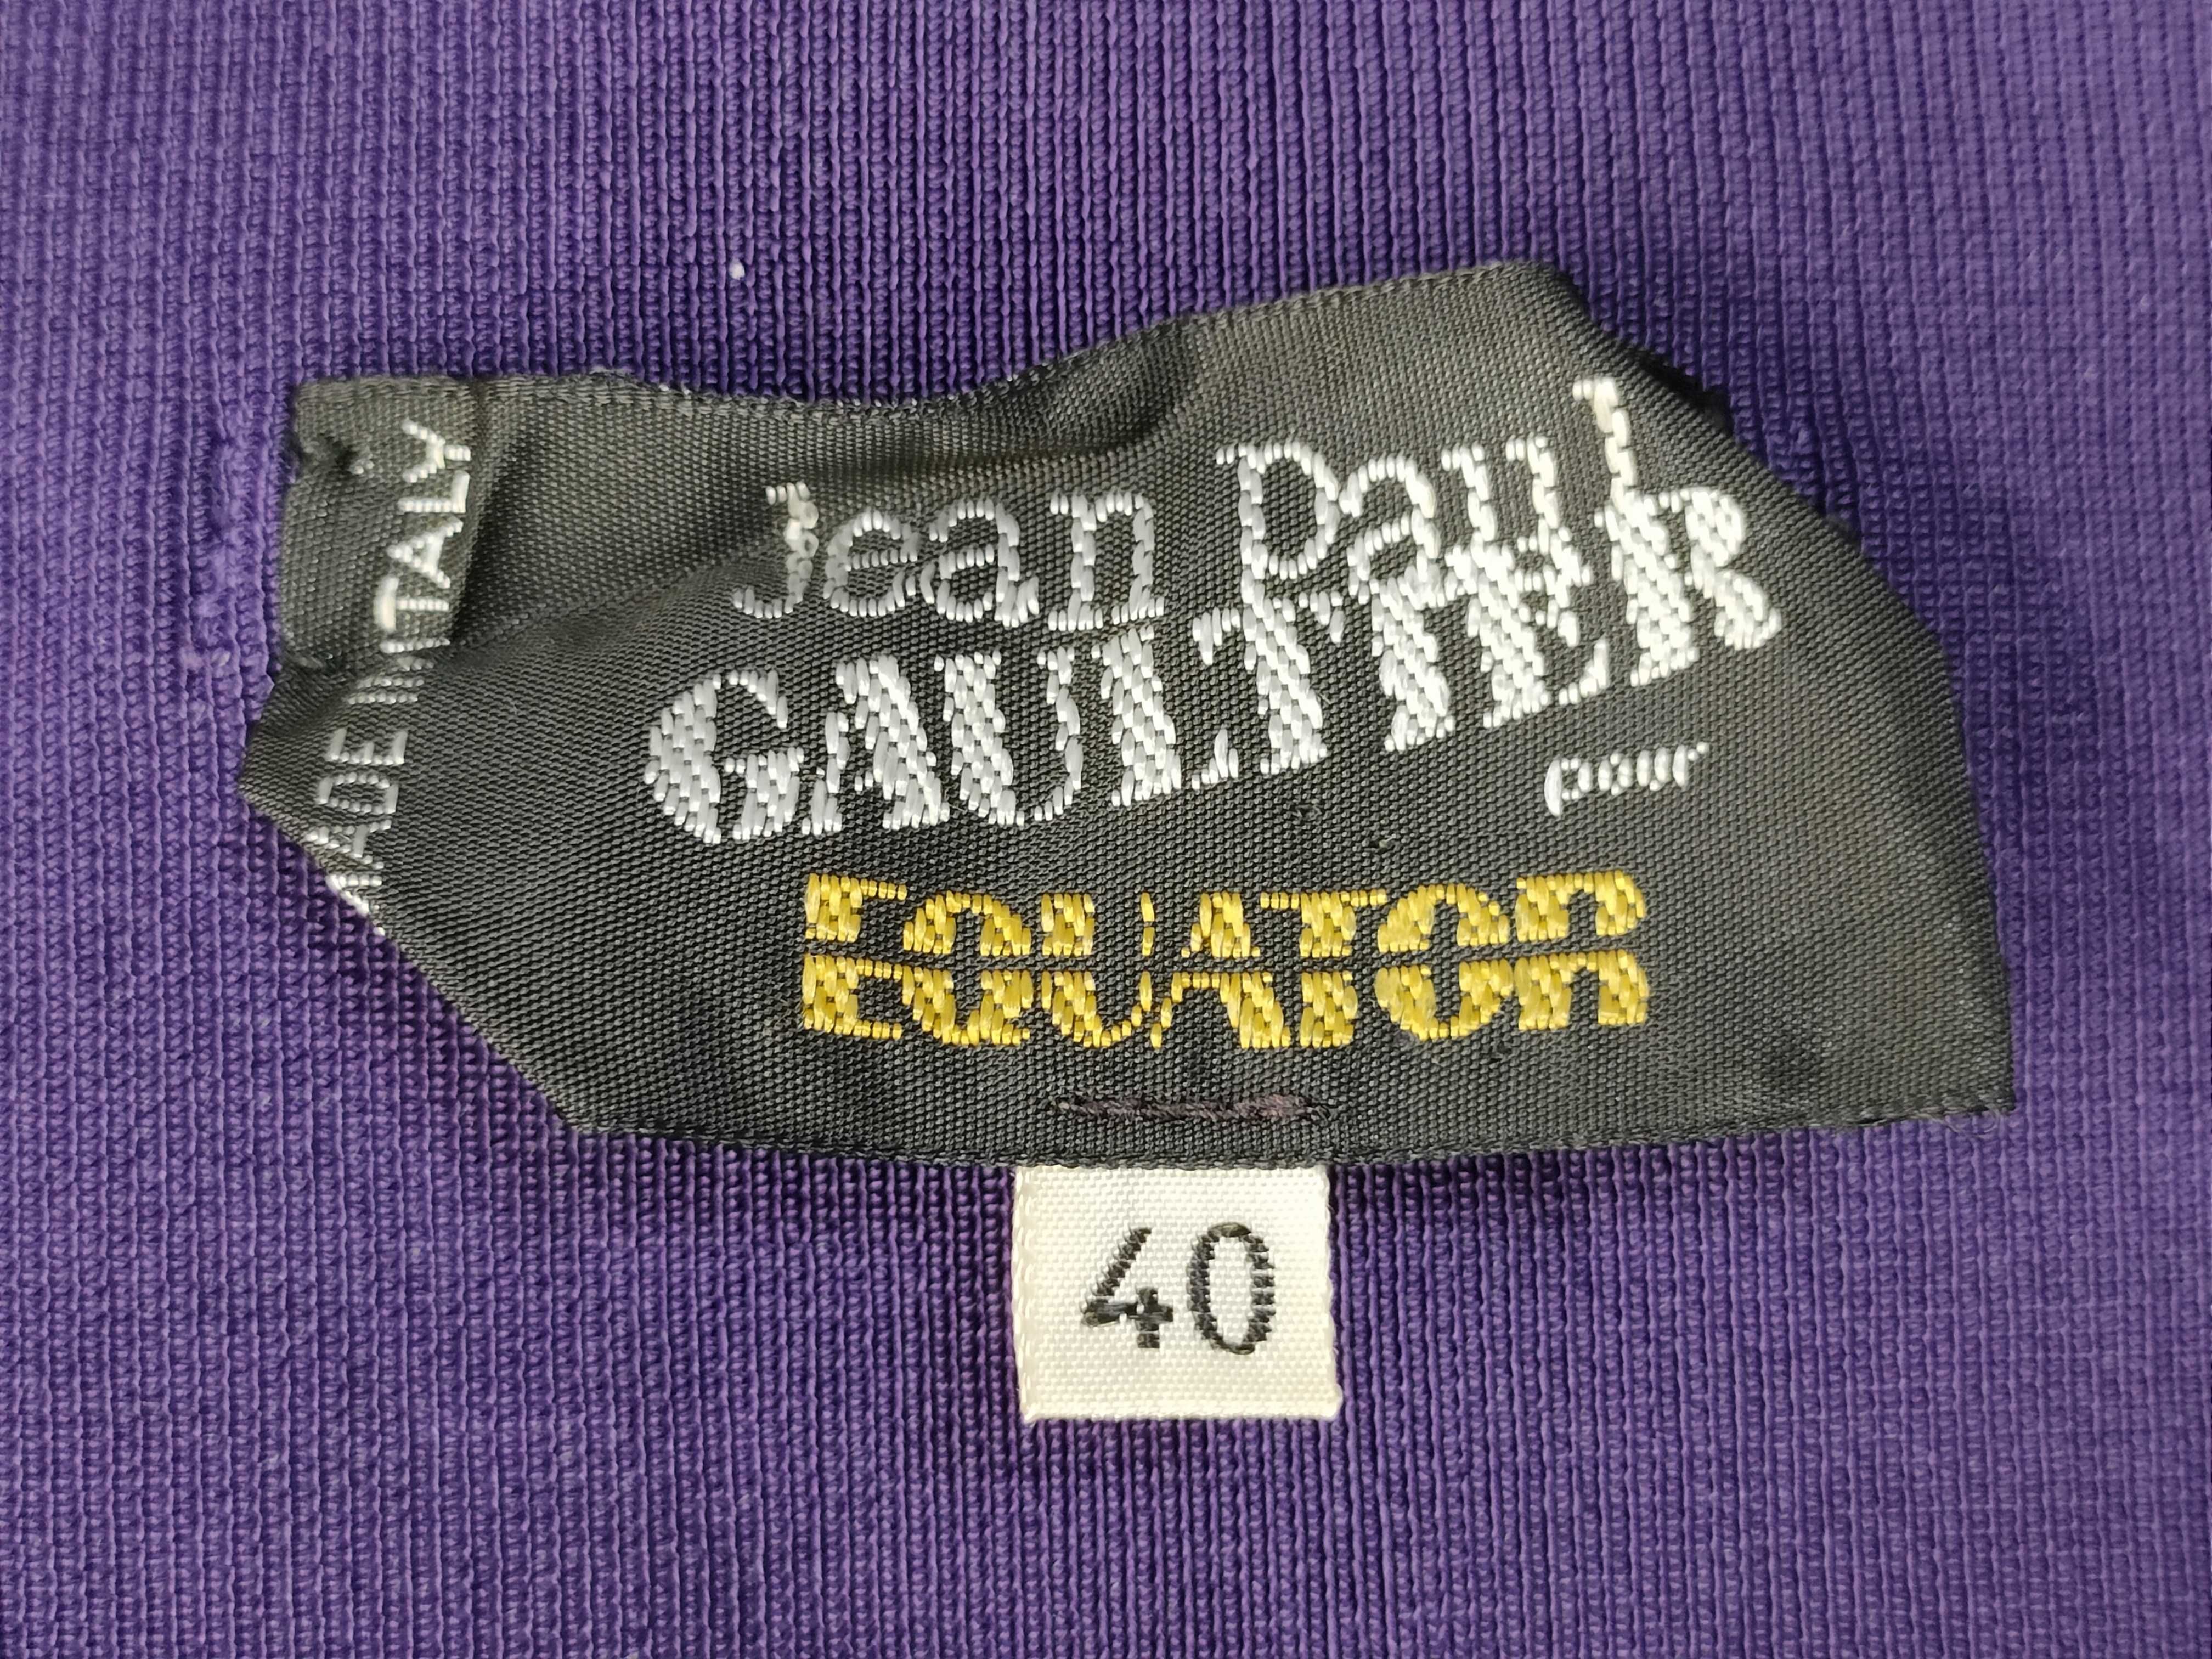 MADE IN ITALY
Jean Paul
GAULTIER
pour
EQUATOR
40